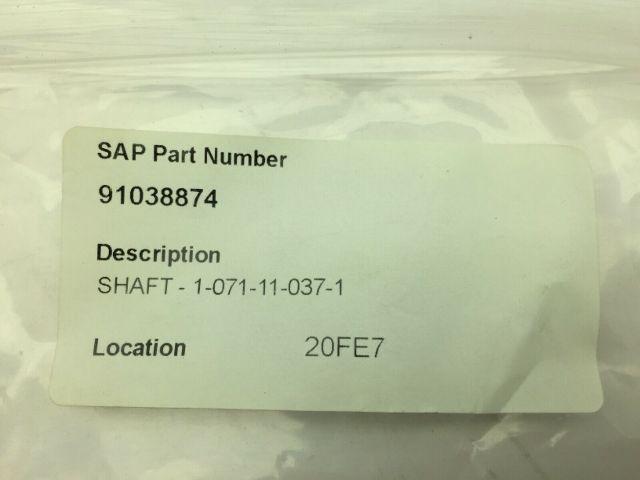 SAP Part Number
91038874
Description
SHAFT - 1-071-11-037-1
Location 20FE7